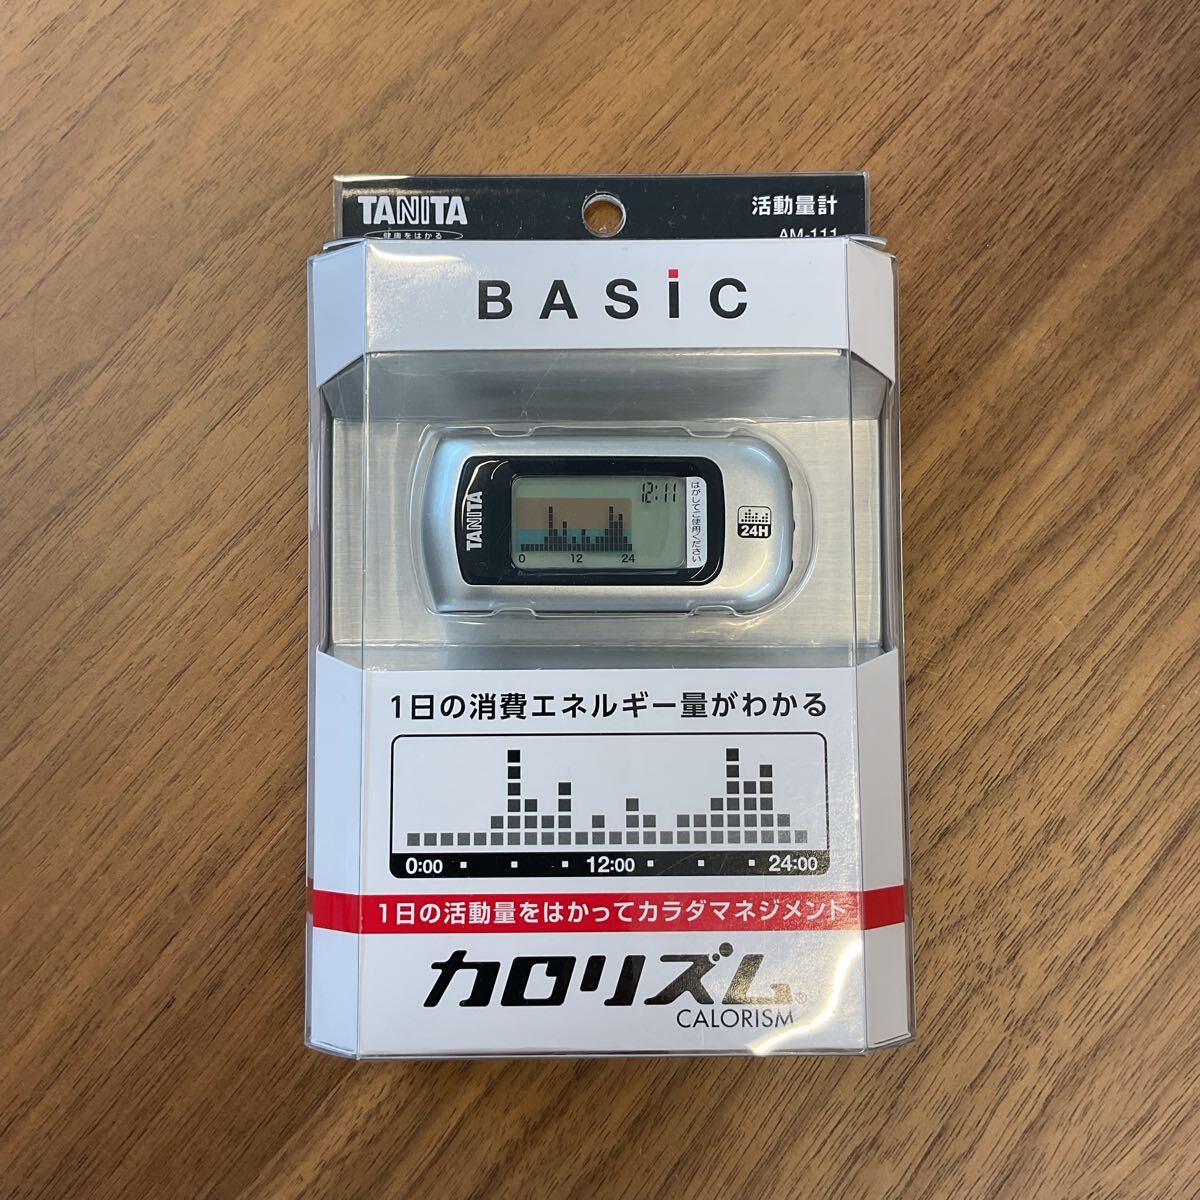 TANITA®
健康をはかる
活動量計
AM-111
BASiC
TANITA
12:11
0 12 24
はがしてご使用ください
24H
1日の消費エネルギー量がわかる
0:00 12:00 24:00
1日の活動量をはかってカラダマネジメント
カロリズム®
CALORISM